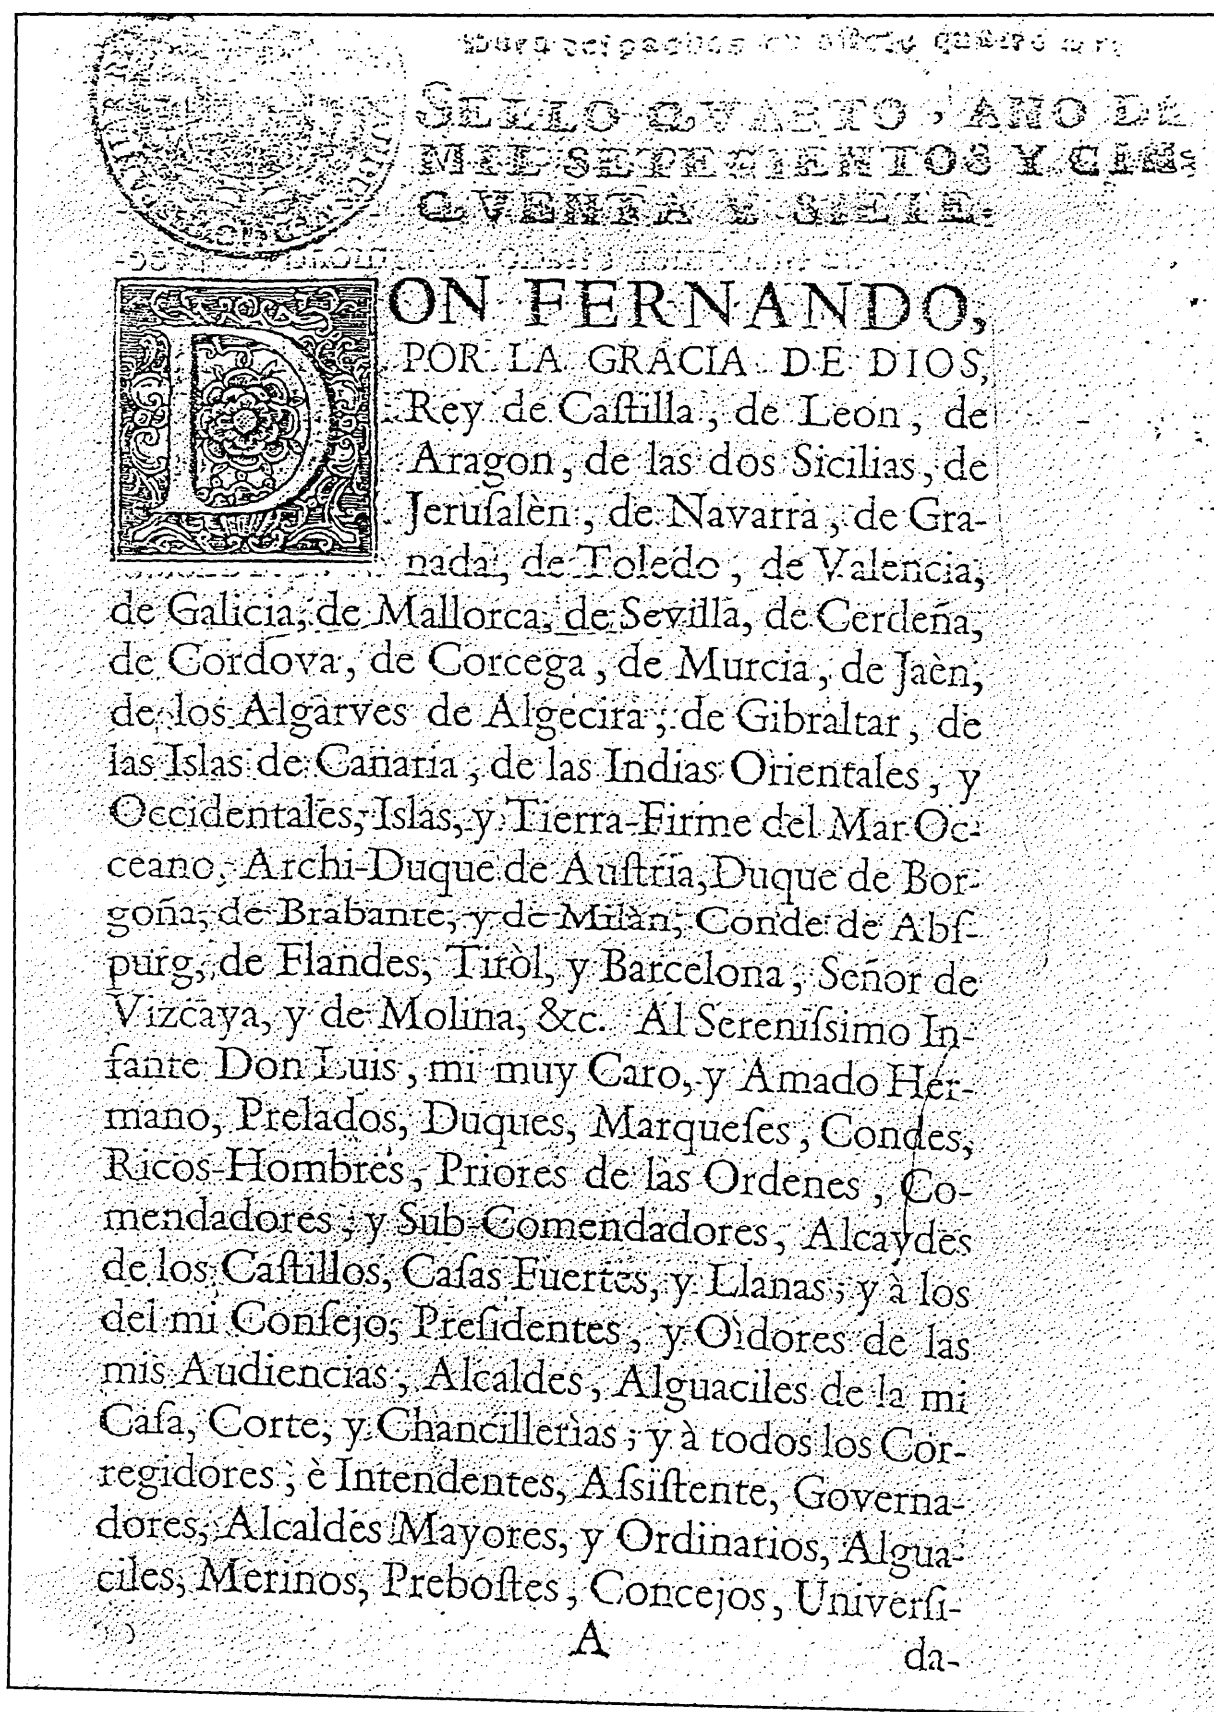 Para despachos de oficio quatro mrs.
SELLO QVARTO, AÑO DE
MIL SETECIENTOS Y CIN-
QVENTA Y SIETE.
DON FERNANDO,
POR LA GRACIA DE DIOS,
Rey de Caſtilla, de Leon, de
Aragon, de las dos Sicilias, de
Jeruſalèn, de Navarra, de Gra-
nada, de Toledo, de Valencia,
de Galicia, de Mallorca, de Sevilla, de Cerdeña,
de Cordova, de Corcega, de Murcia, de Jaèn,
de los Algarves de Algecira, de Gibraltar, de
las Islas de Canaria, de las Indias Orientales, y
Occidentales, Islas, y Tierra-Firme del Mar Oc-
ceano, Archi-Duque de Auſtria, Duque de Bor-
goña, de Brabante, y de Milàn, Conde de Abſ-
purg, de Flandes, Tiròl, y Barcelona, Señor de
Vizcaya, y de Molina, &c. Al Sereniſsimo In-
fante Don Luis, mi muy Caro, y Amado Her-
mano, Prelados, Duques, Marqueſes, Condes,
Ricos-Hombres, Priores de las Ordenes, Co-
mendadores, y Sub-Comendadores, Alcaydes
de los Caſtillos, Caſas Fuertes, y Llanas; y à los
del mi Conſejo, Preſidentes, y Oìdores de las
mis Audiencias, Alcaldes, Alguaciles de la mi
Caſa, Corte, y Chancillerìas; y à todos los Cor-
regidores, è Intendentes, Aſsiſtente, Governa-
dores, Alcaldes Mayores, y Ordinarios, Algua-
ciles, Merinos, Preboſtes, Concejos, Univerſi-
A
da-